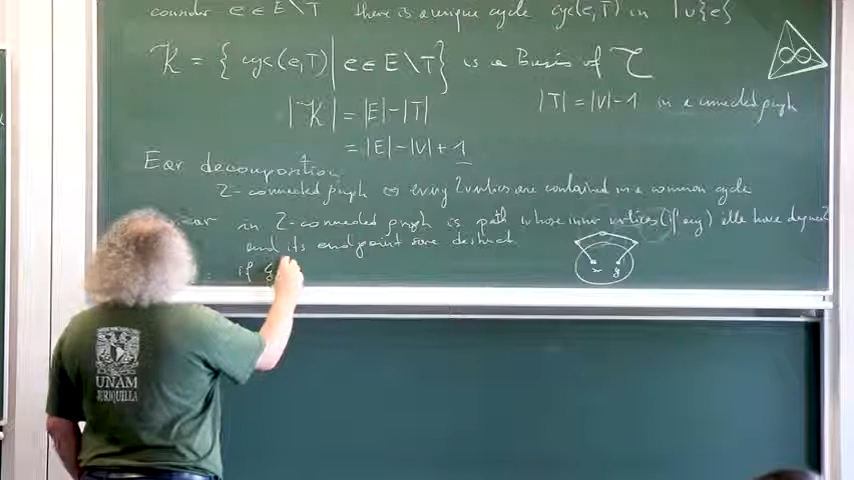 consider e ∈ E \ T there is a unique cycle cyc(e,T) in T ∪ {e}
K = { cyc(e,T) | e ∈ E \ T } is a Basis of C
|K| = |E| - |T|
|T| = |V| - 1 in a connected graph
= |E| - |V| + 1
Ear decomposition
2-connected graph ⇔ every 2 vertices are contained in a common cycle
ear in 2-connected graph is path whose inner vertices (if any) all have degree 2
and its endpoint are distinct
if G
x y
UNAM
JURIQUILLA